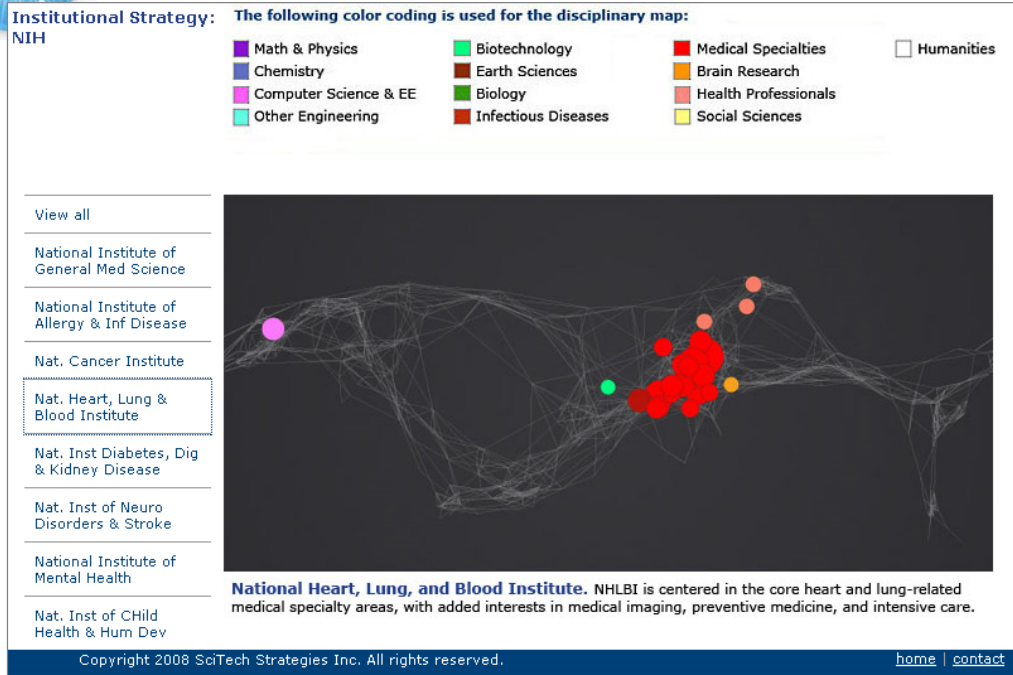 Institutional Strategy:
NIH
The following color coding is used for the disciplinary map:
Math & Physics
Chemistry
Computer Science & EE
Other Engineering
Biotechnology
Earth Sciences
Biology
Infectious Diseases
Medical Specialties
Brain Research
Health Professionals
Social Sciences
Humanities
View all
National Institute of
General Med Science
National Institute of
Allergy & Inf Disease
Nat. Cancer Institute
Nat. Heart, Lung &
Blood Institute
Nat. Inst Diabetes, Dig
& Kidney Disease
Nat. Inst of Neuro
Disorders & Stroke
National Institute of
Mental Health
Nat. Inst of CHild
Health & Hum Dev
National Heart, Lung, and Blood Institute. NHLBI is centered in the core heart and lung-related
medical specialty areas, with added interests in medical imaging, preventive medicine, and intensive care.
Copyright 2008 SciTech Strategies Inc. All rights reserved.
home | contact